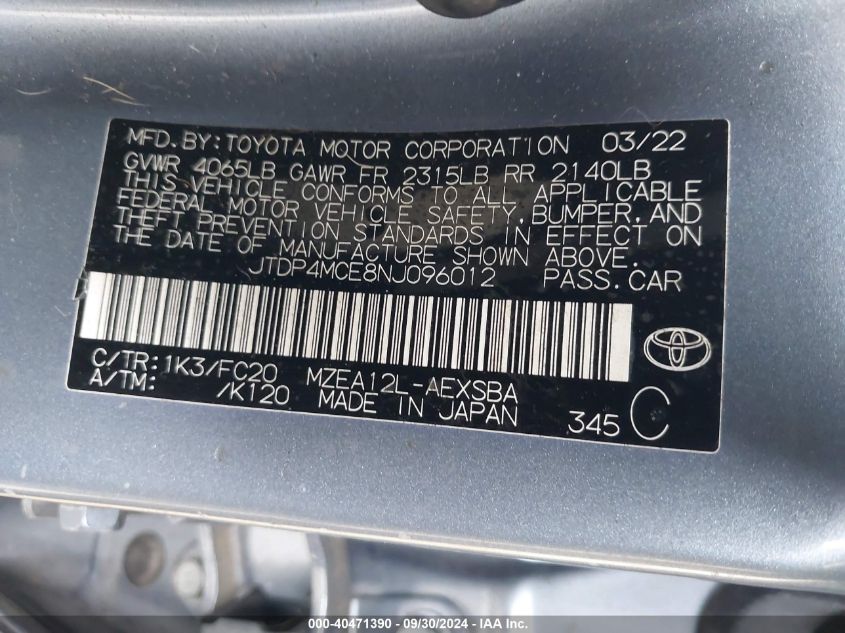 MFD.BY:TOYOTA MOTOR CORPORATION 03/22
GVWR 4065LB GAWR FR 2315LB RR 2140LB
THIS VEHICLE CONFORMS TO ALL APPLICABLE
FEDERAL MOTOR VEHICLE SAFETY,BUMPER,AND
THEFT PREVENTION STANDARDS IN EFFECT ON
THE DATE OF MANUFACTURE SHOWN ABOVE.
JTDP4MCE8NJ096012 PASS.CAR
C/TR:1K3/FC20 MZEA12L-AEXSBA
A/TM: /K120 MADE IN JAPAN 345 C
000-40471390 - 09/30/2024 - IAA Inc.